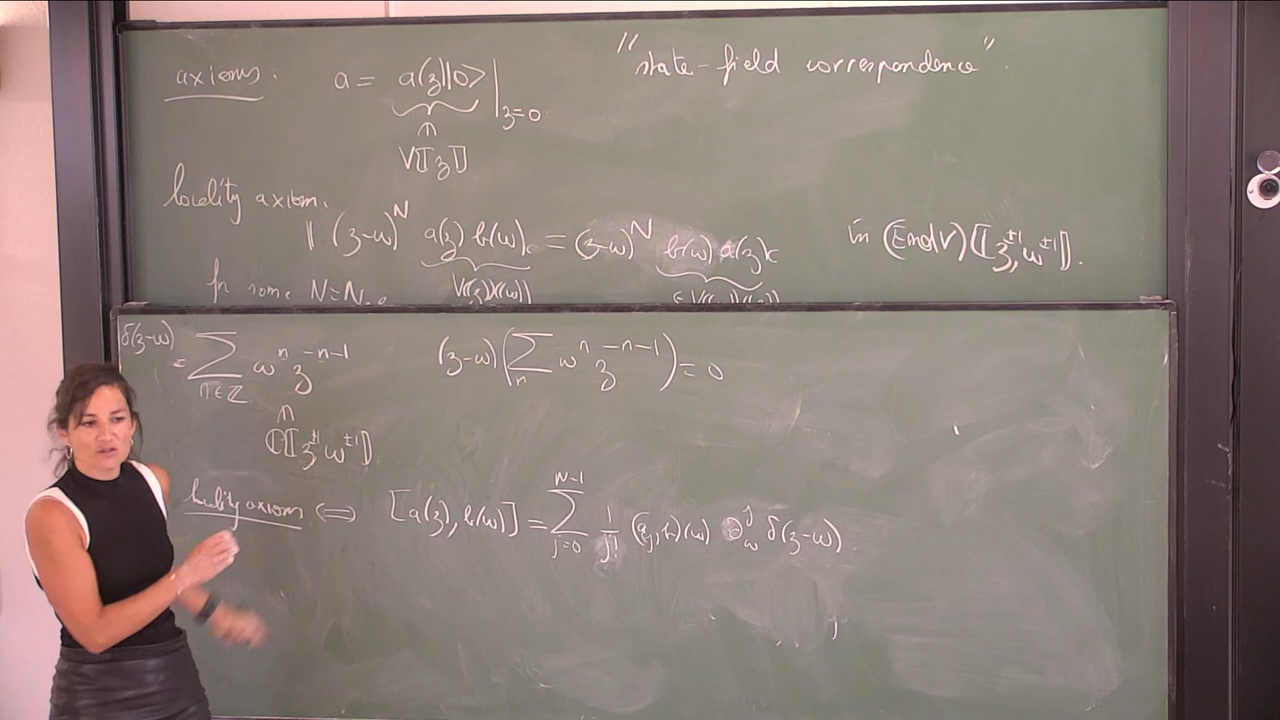 axioms: a = a(z)|0> |_{z=0} "state-field correspondence".
∩
V[[z]]
locality axiom.
(z-w)^N a(z) b(w)c = (z-w)^N b(w) a(z)c in (End V)[[z^{±1}, w^{±1}]].
for some V((z))((w))
δ(z-w) = Σ_{n∈ℤ} w^n z^{-n-1} (z-w)(Σ_n w^n z^{-n-1}) = 0
∩
ℂ[[z^{±1}, w^{±1}]]
locality axiom ⟺ [a(z), b(w)] = Σ_{j=0}^{N-1} 1/j! (a_j b)(w) ∂_w^j δ(z-w)